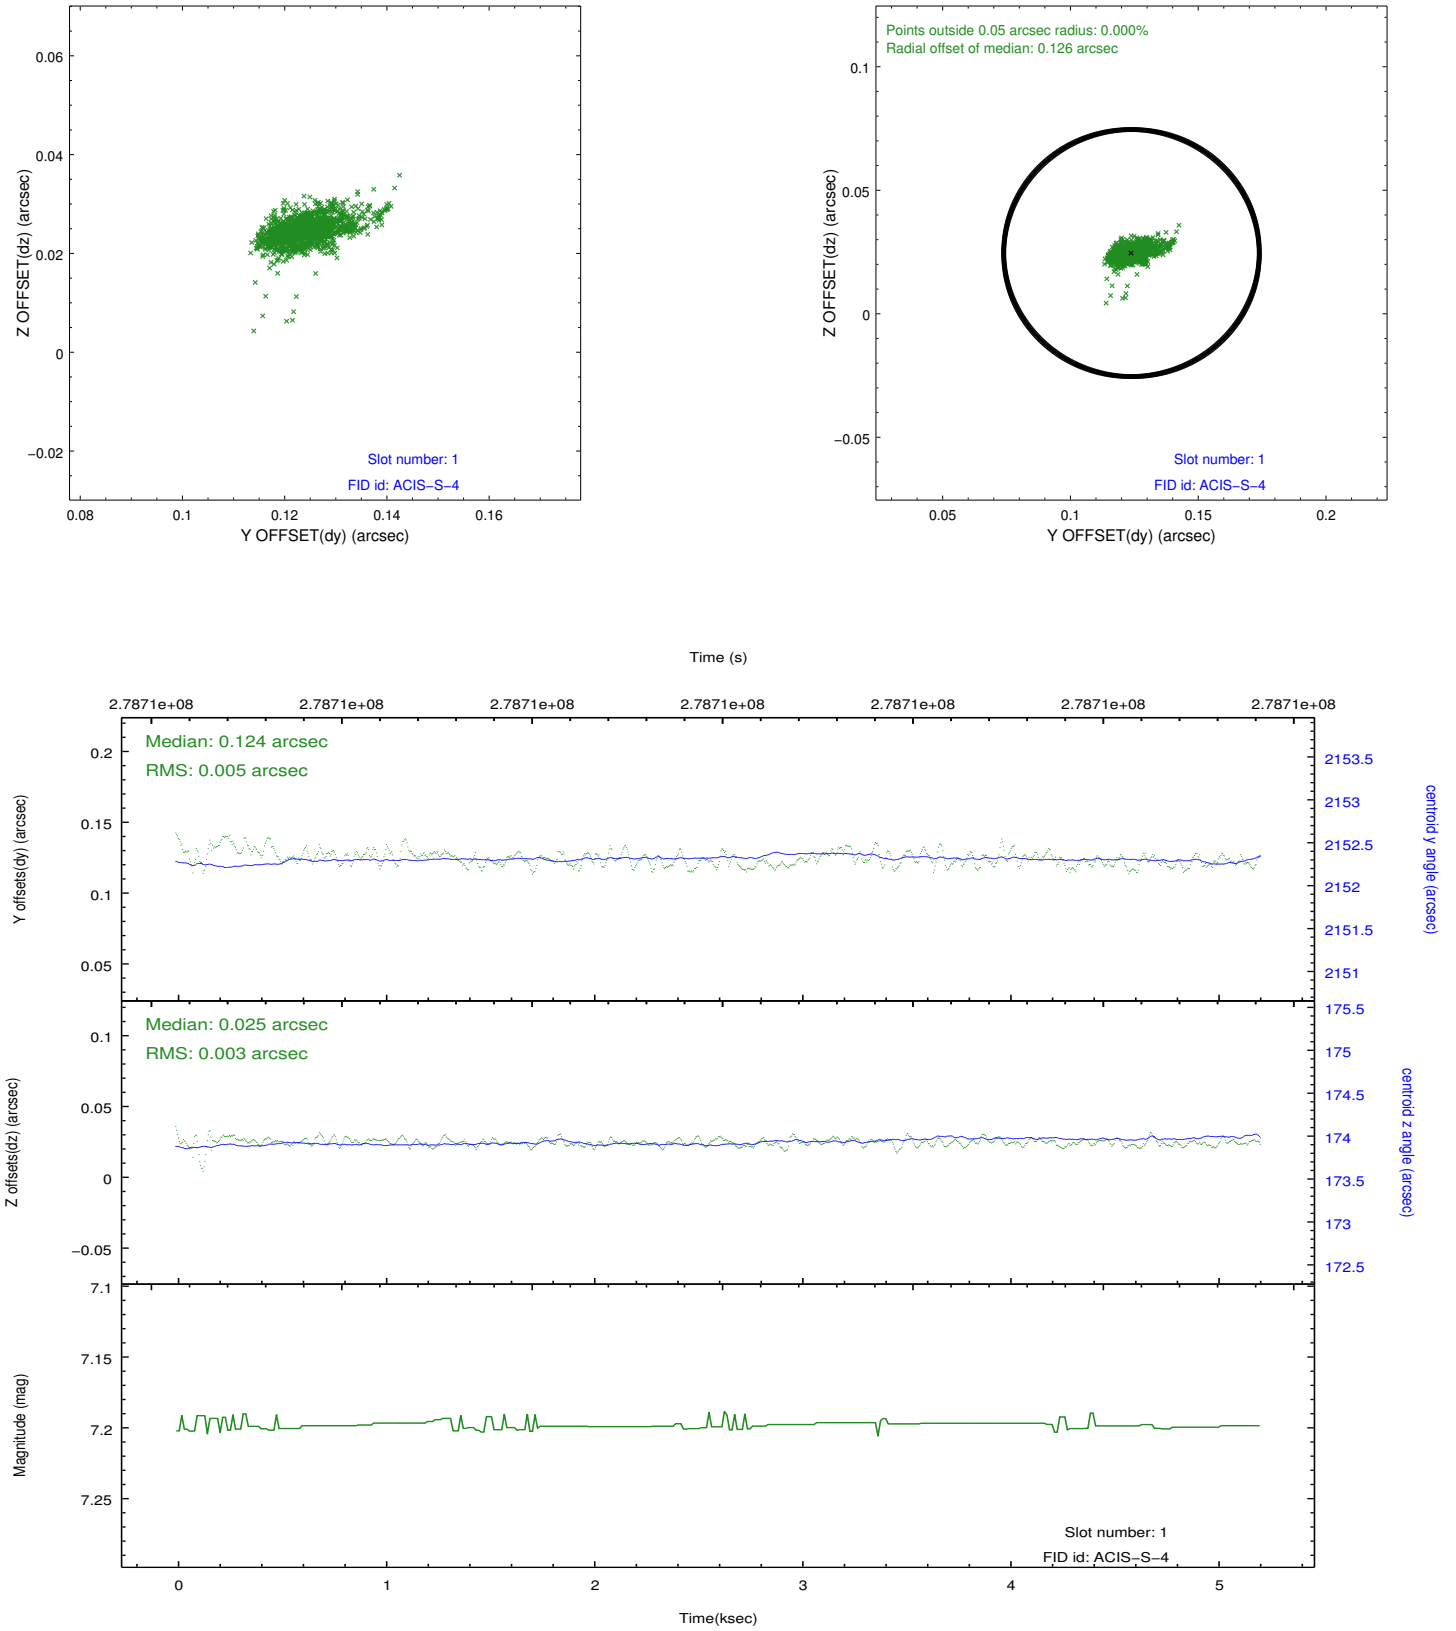 0.06
0.04
0.02
0
−0.02
Z OFFSET(dz) (arcsec)
0.08 0.1 0.12 0.14 0.16
Y OFFSET(dy) (arcsec)
Slot number: 1
FID id: ACIS−S−4
Points outside 0.05 arcsec radius: 0.000%
Radial offset of median: 0.126 arcsec
0.1
0.05
0
−0.05
Z OFFSET(dz) (arcsec)
0.05 0.1 0.15 0.2
Y OFFSET(dy) (arcsec)
Slot number: 1
FID id: ACIS−S−4
Time (s)
2.7871e+08 2.7871e+08 2.7871e+08 2.7871e+08 2.7871e+08 2.7871e+08 2.7871e+08
Median: 0.124 arcsec
RMS: 0.005 arcsec
0.2
0.15
0.1
0.05
Y offsets(dy) (arcsec)
2153.5
2153
2152.5
2152
2151.5
2151
centroid y angle (arcsec)
Median: 0.025 arcsec
RMS: 0.003 arcsec
0.1
0.05
0
−0.05
Z offsets(dz) (arcsec)
175.5
175
174.5
174
173.5
173
172.5
centroid z angle (arcsec)
7.1
7.15
7.2
7.25
Magnitude (mag)
Slot number: 1
FID id: ACIS−S−4
0 1 2 3 4 5
Time(ksec)